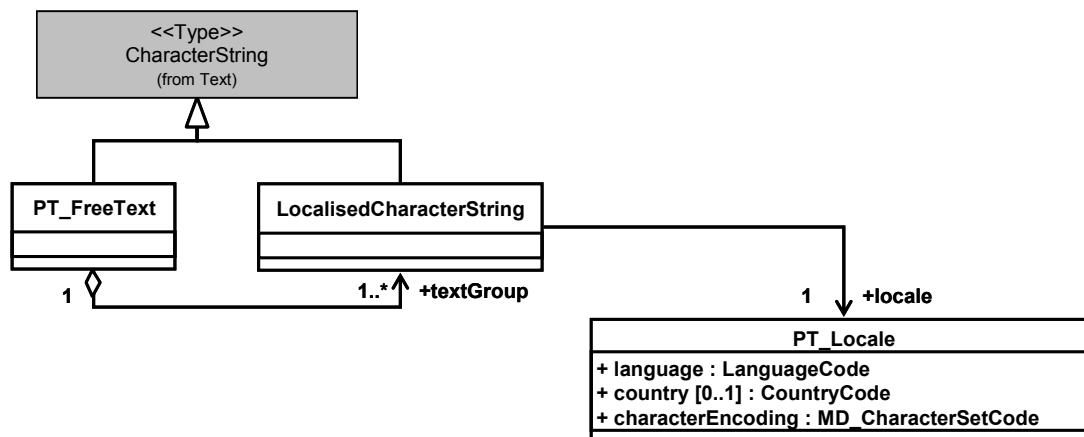 <<Type>>
CharacterString
(from Text)
PT_FreeText
LocalisedCharacterString
1
1..*
+textGroup
1
+locale
PT_Locale
+ language : LanguageCode
+ country [0..1] : CountryCode
+ characterEncoding : MD_CharacterSetCode